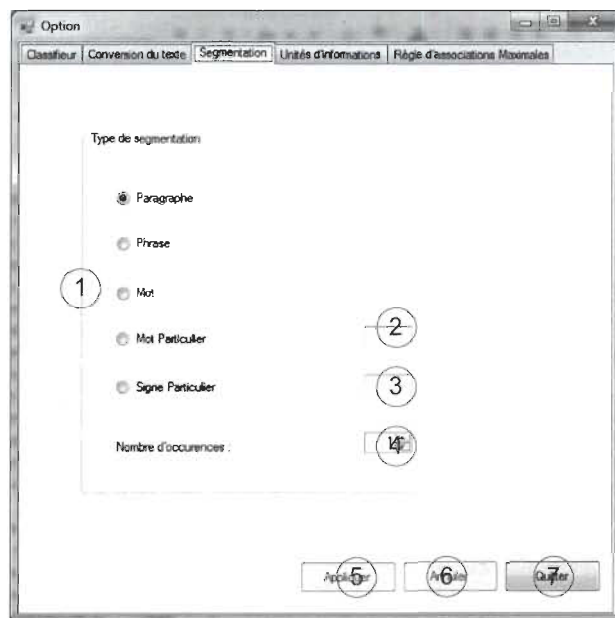 Option
Classifieur Conversion du texte Segmentation Unités d'informations Règle d'associations Maximales
Type de segmentation
Paragraphe
Phrase
1 Mot
Mot Particulier 2
Signe Particulier 3
Nombre d'occurences : 4
5 6 Quitter 7